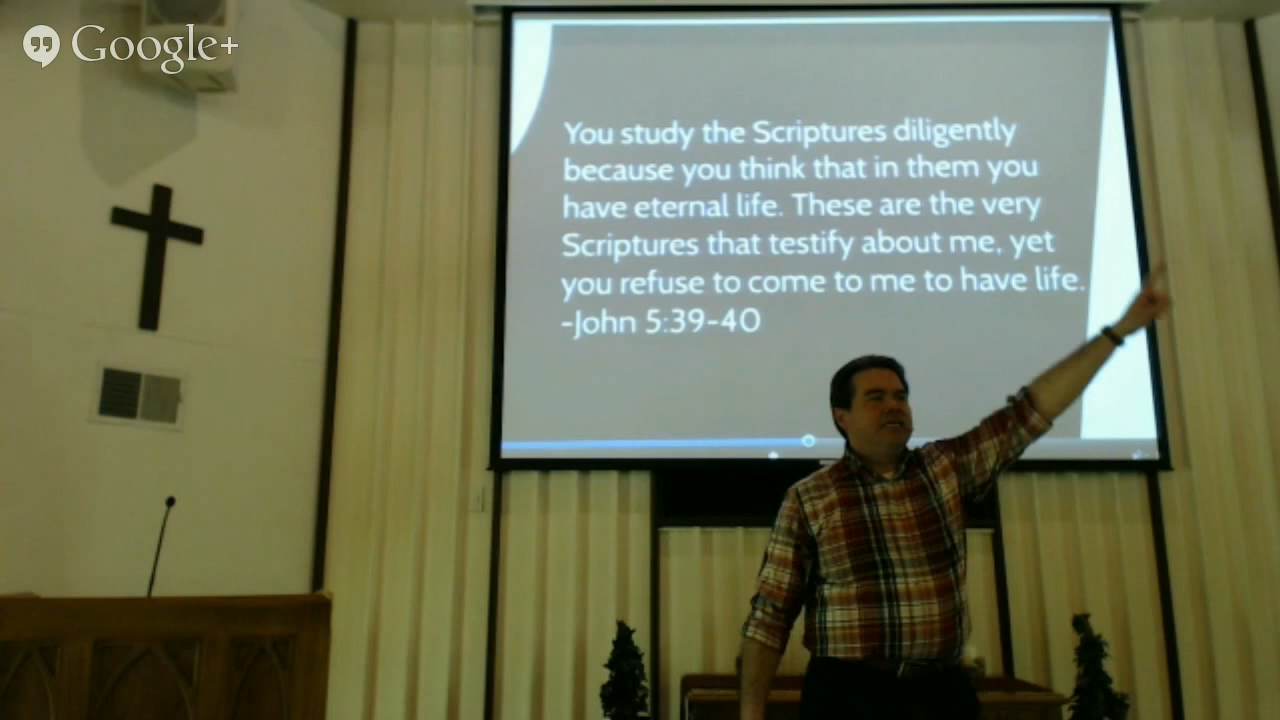 Google+
You study the Scriptures diligently
because you think that in them you
have eternal life. These are the very
Scriptures that testify about me, yet
you refuse to come to me to have life.
-John 5:39-40